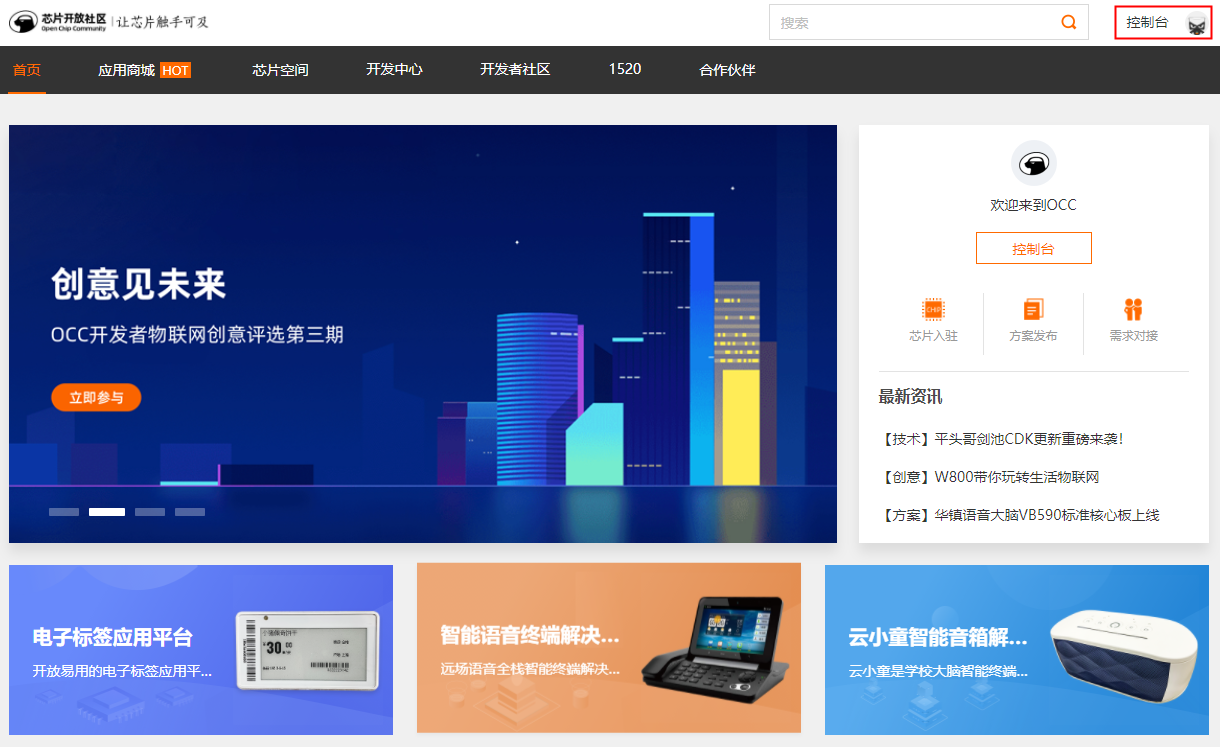 芯片开放社区
Open Chip Community
让芯片触手可及
搜索
控制台
首页
应用商城 HOT
芯片空间
开发中心
开发者社区
1520
合作伙伴
创意见未来
OCC开发者物联网创意评选第三期
立即参与
欢迎来到OCC
控制台
CHIP
芯片入驻
方案发布
需求对接
最新资讯
【技术】平头哥剑池CDK更新重磅来袭!
【创意】W800带你玩转生活物联网
【方案】华镇语音大脑VB590标准核心板上线
电子标签应用平台
开放易用的电子标签应用平...
30.00
智能语音终端解决...
远场语音全栈智能终端解决...
云小童智能音箱解...
云小童是学校大脑智能终端...